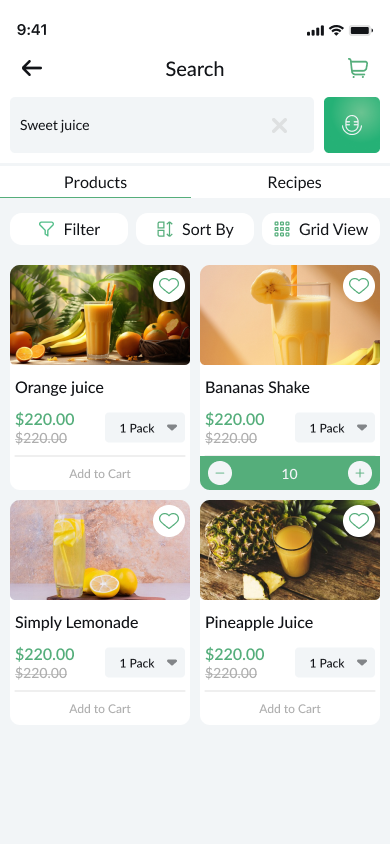 9:41
Search
Sweet juice
Products
Recipes
Filter
Sort By
Grid View
Orange juice
$220.00
$220.00
1 Pack
Add to Cart
Bananas Shake
$220.00
$220.00
1 Pack
10
Simply Lemonade
$220.00
$220.00
1 Pack
Add to Cart
Pineapple Juice
$220.00
$220.00
1 Pack
Add to Cart